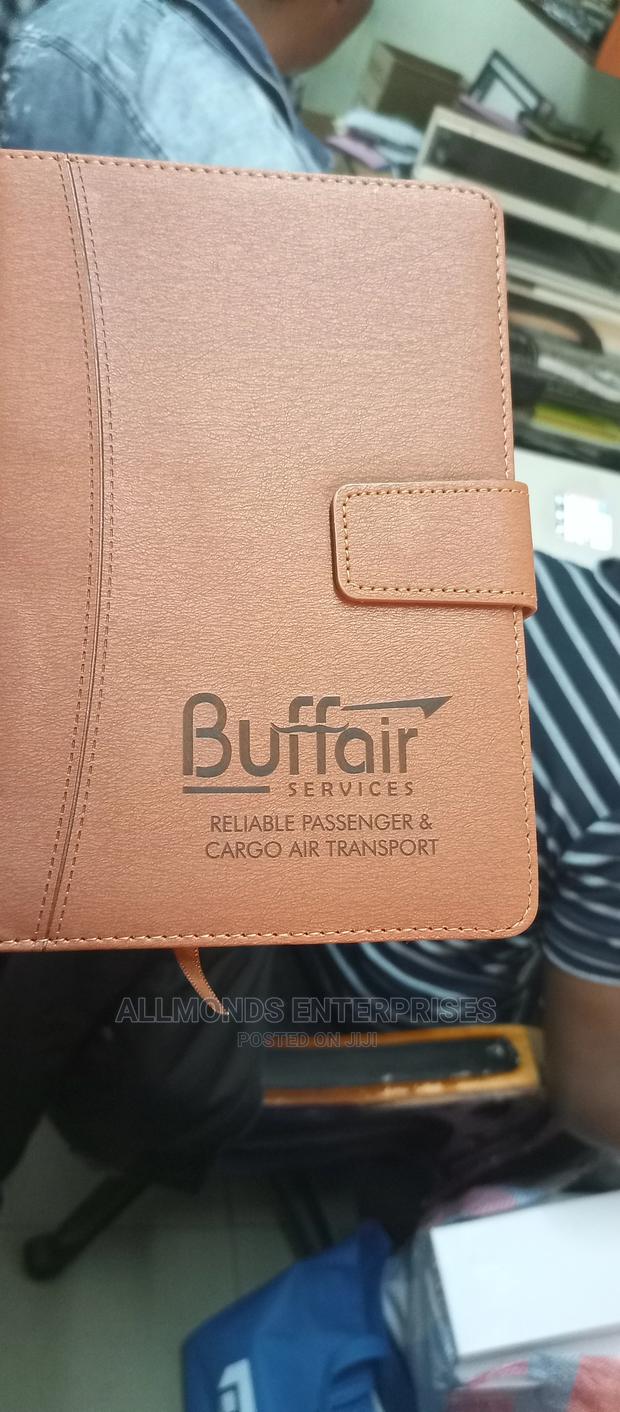 Buffair
SERVICES
RELIABLE PASSENGER &
CARGO AIR TRANSPORT
ALLMONDS ENTERPRISES
POSTED ON JIJI